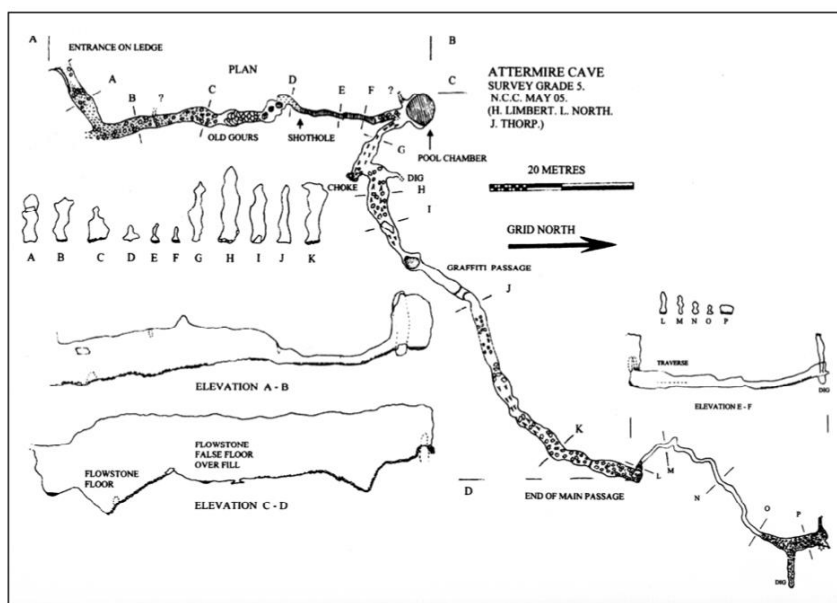 A
B
ENTRANCE ON LEDGE
PLAN
A
B
?
C
D
E
F
?
C
OLD GOURS
SHOTHOLE
POOL CHAMBER
G
CHOKE
DIG
H
I
ATTERMIRE CAVE
SURVEY GRADE 5.
N.C.C. MAY 05.
(H. LIMBERT. L. NORTH.
J. THORP.)
20 METRES
GRID NORTH
A B C D E F G H I J K
GRAFFITI PASSAGE
J
L M N O P
TRAVERSE
DIG
ELEVATION E - F
ELEVATION A - B
FLOWSTONE
FALSE FLOOR
OVER FILL
FLOWSTONE
FLOOR
ELEVATION C - D
K
D
END OF MAIN PASSAGE
L
M
N
O
P
DIG